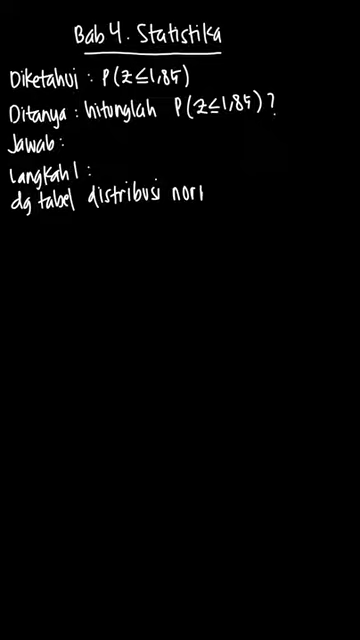 Bab 4. Statistika
Diketahui : P(z≤1,85)
Ditanya : hitunglah P(z≤1,85)?
Jawab :
Langkah 1 :
dg tabel distribusi nor